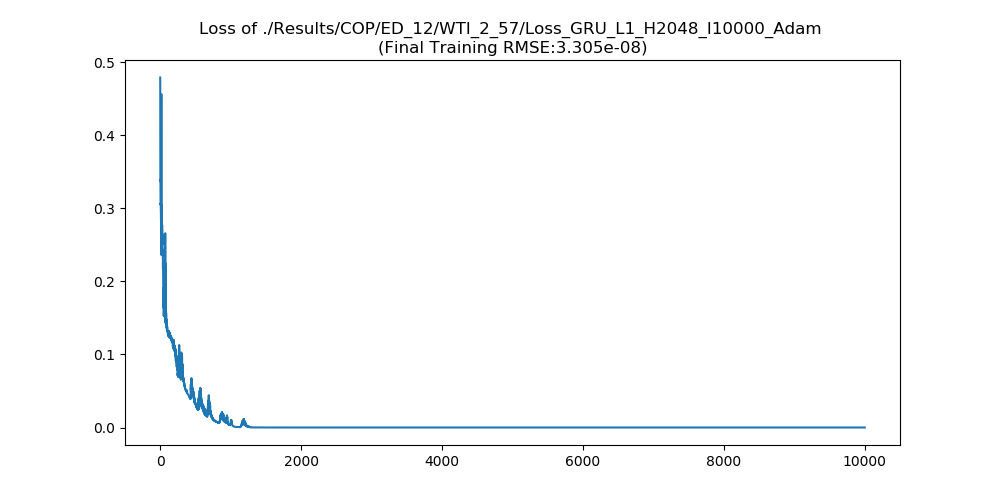 Loss of ./Results/COP/ED_12/WTI_2_57/Loss_GRU_L1_H2048_I10000_Adam
(Final Training RMSE:3.305e-08)
0.5
0.4
0.3
0.2
0.1
0.0
0 2000 4000 6000 8000 10000